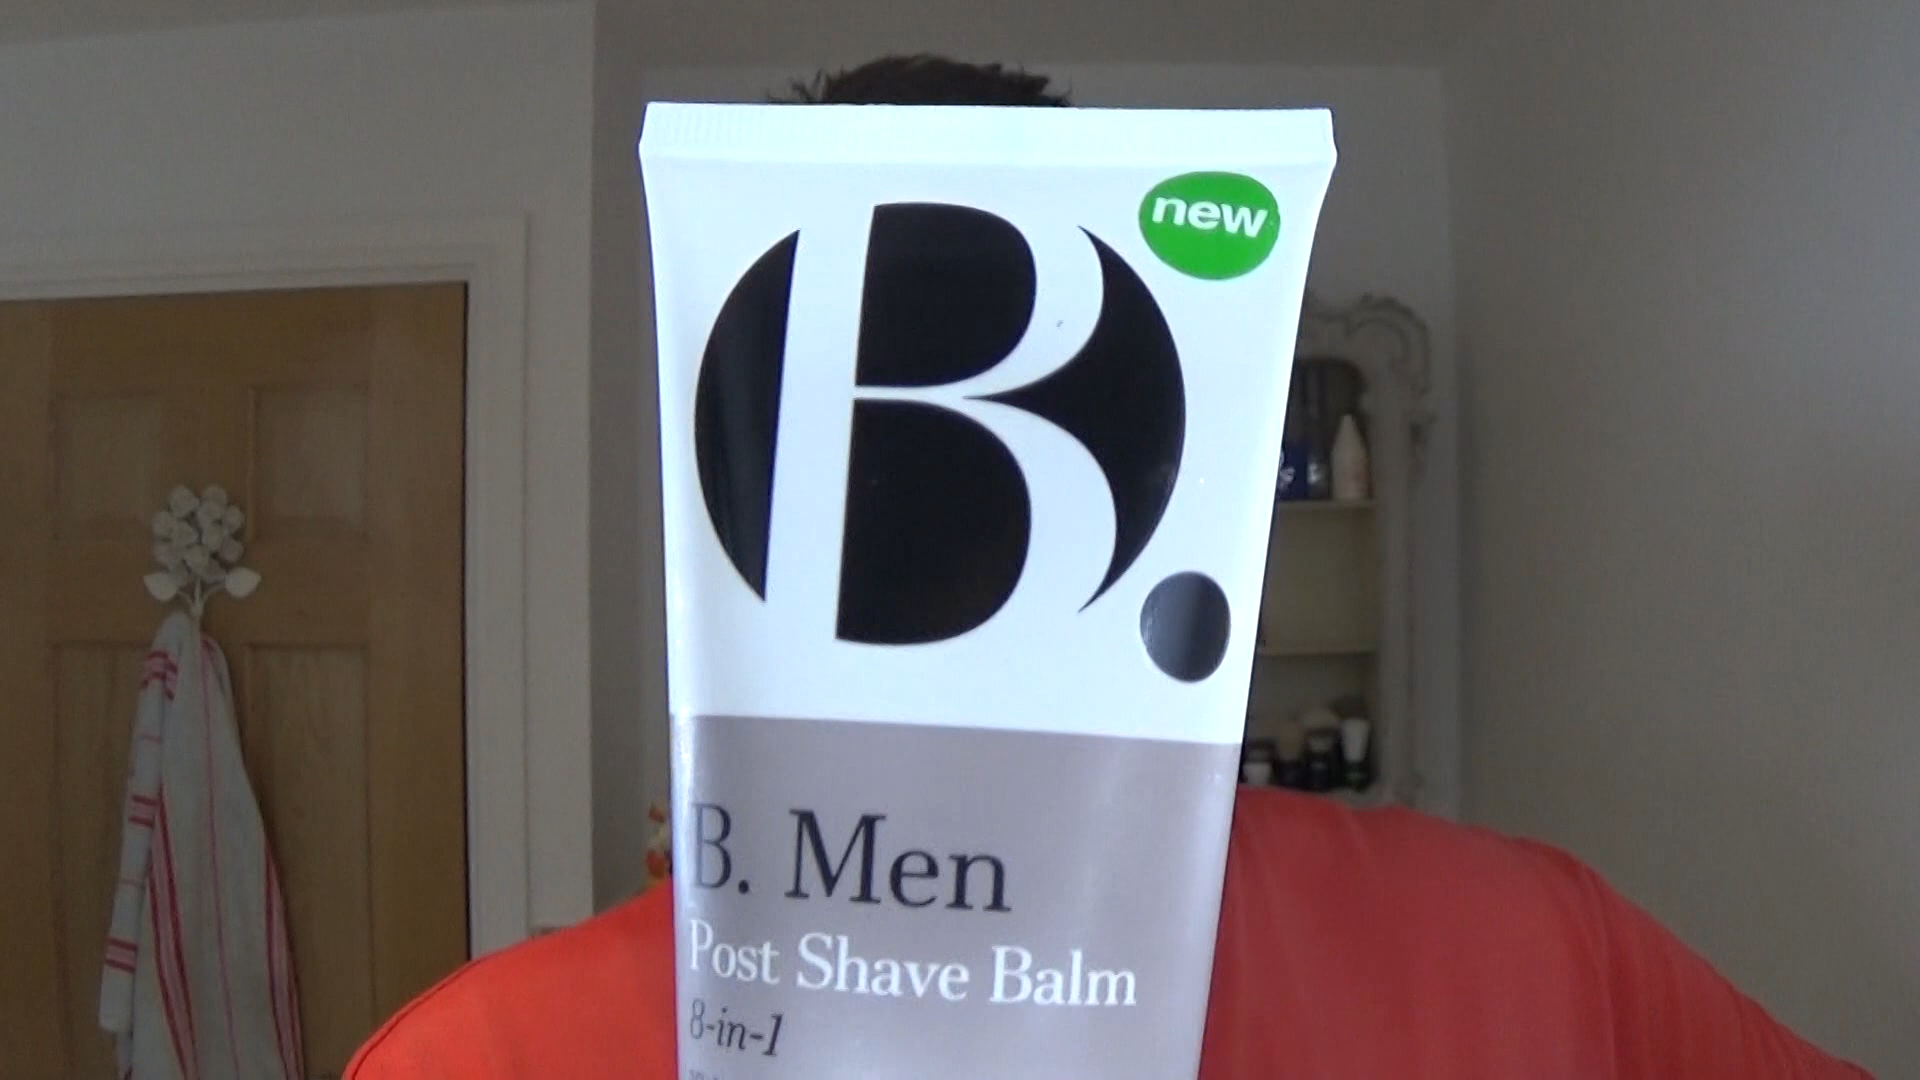 new
B.
B. Men
Post Shave Balm
8-in-1